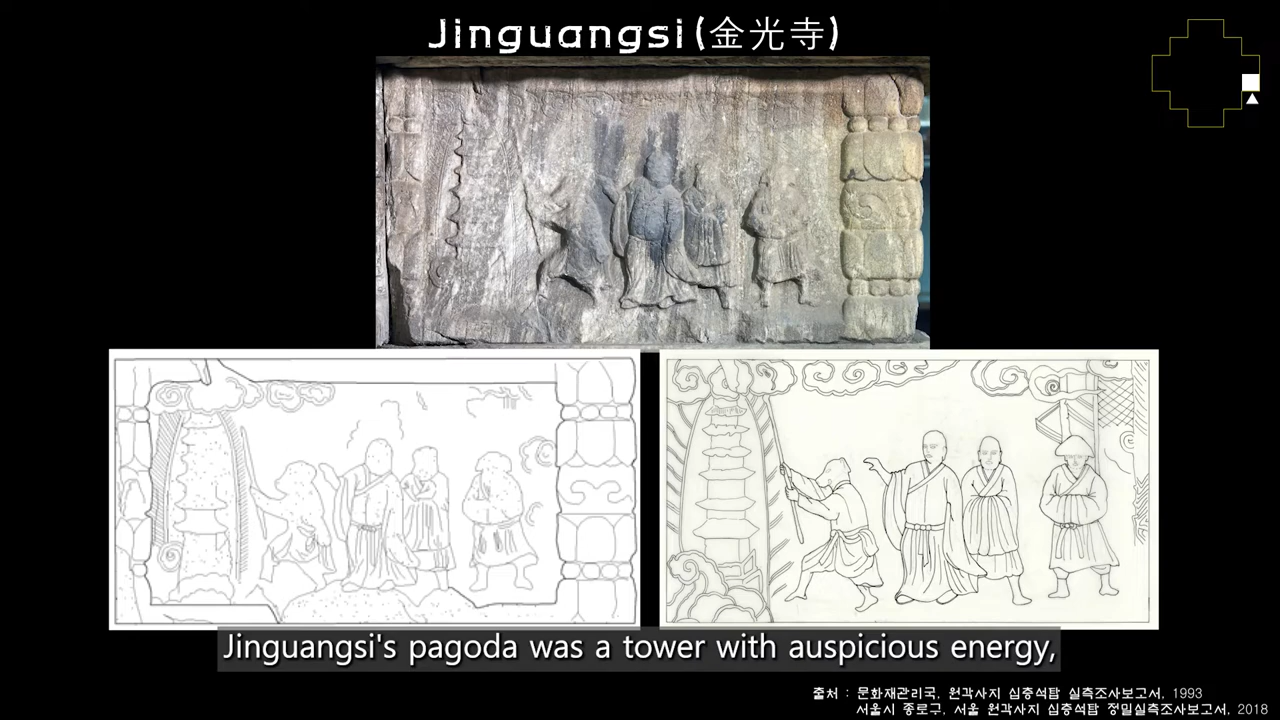 Jinguangsi(金光寺)
Jinguangsi's pagoda was a tower with auspicious energy,
출처 : 문화재관리국, 원각사지 십층석탑 실측조사보고서, 1993
서울시 종로구, 서울 원각사지 십층석탑 정밀실측조사보고서, 2018